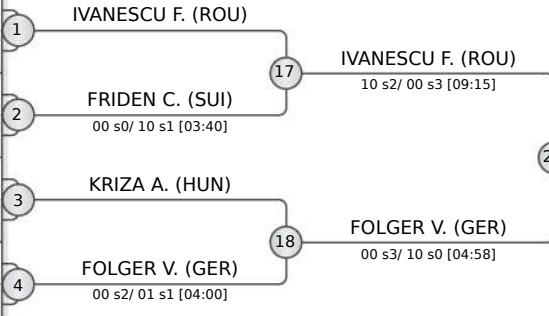 IVANESCU F. (ROU)
1
17
IVANESCU F. (ROU)
10 s2/ 00 s3 [09:15]
FRIDEN C. (SUI)
2
00 s0/ 10 s1 [03:40]
KRIZA A. (HUN)
3
18
FOLGER V. (GER)
00 s3/ 10 s0 [04:58]
FOLGER V. (GER)
4
00 s2/ 01 s1 [04:00]